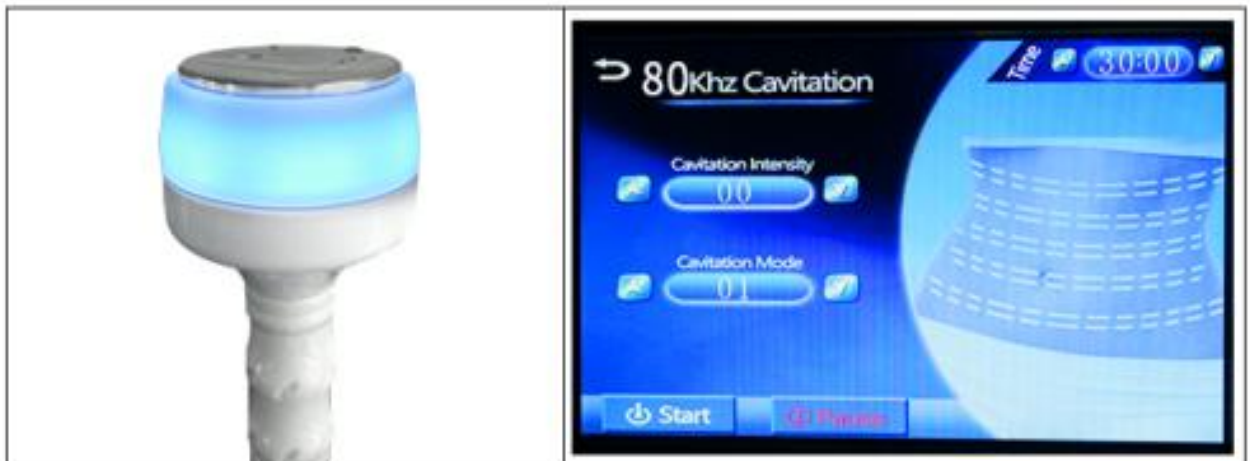 80Khz Cavitation
Time
30:00
Cavitation Intensity
00
Cavitation Mode
01
Start
Pause